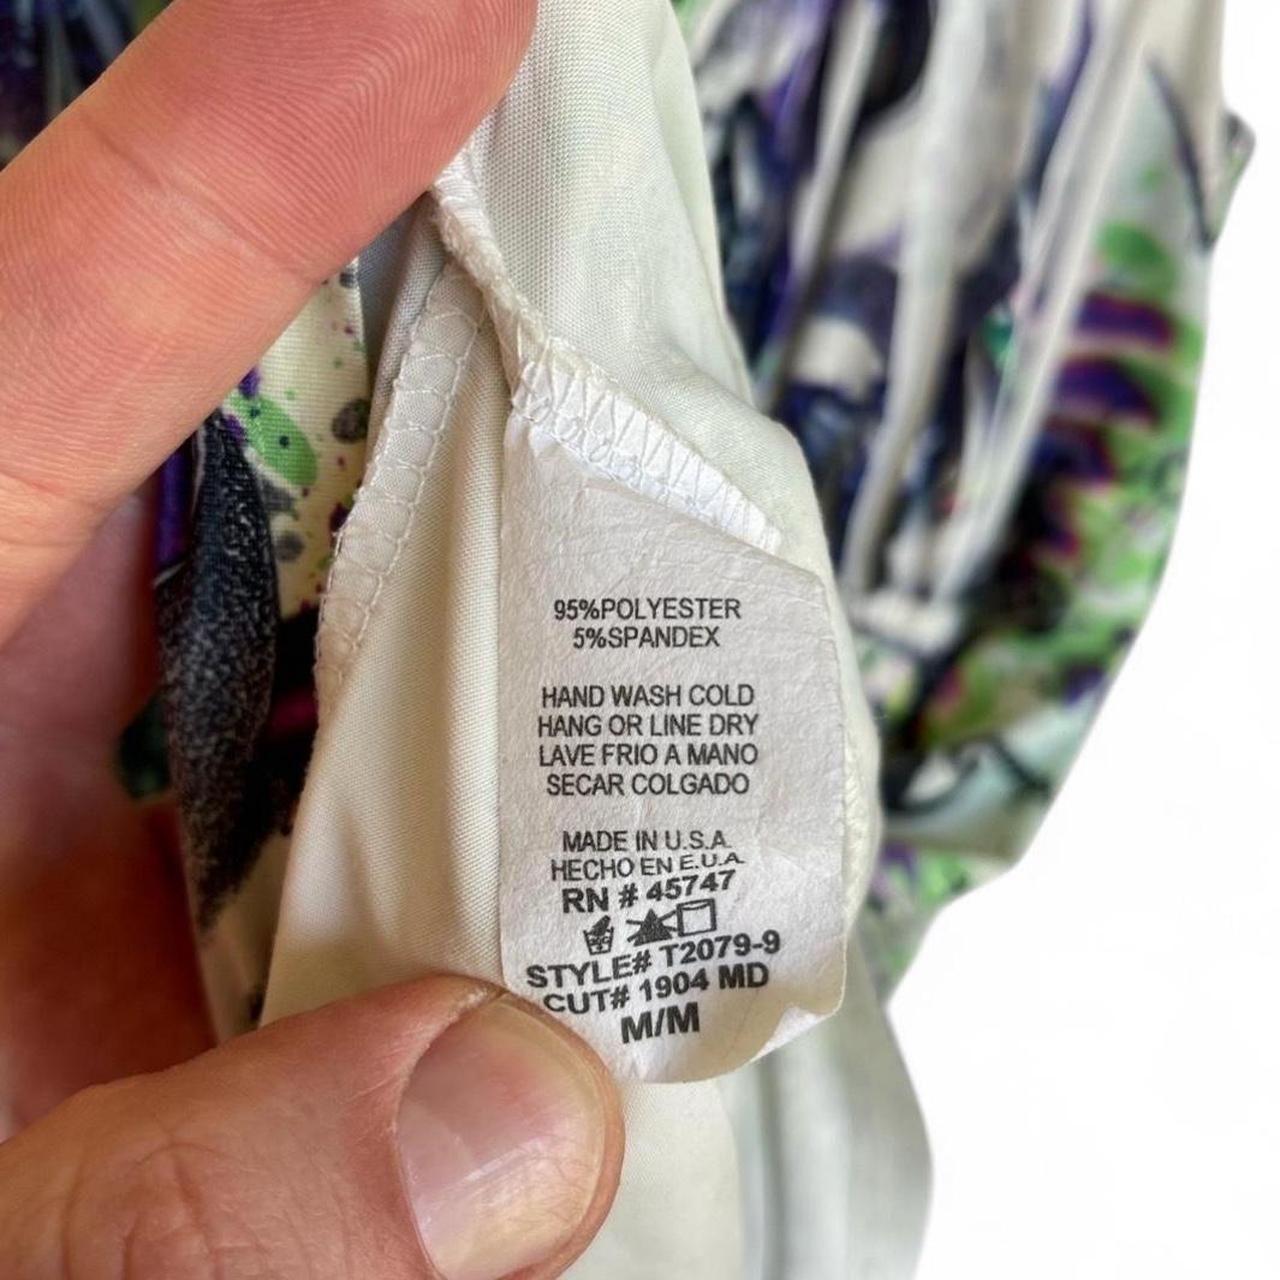 95%POLYESTER
5%SPANDEX
HAND WASH COLD
HANG OR LINE DRY
LAVE FRIO A MANO
SECAR COLGADO
MADE IN U.S.A.
HECHO EN E.U.A.
RN # 45747
STYLE# T2079-9
CUT# 1904 MD
M/M